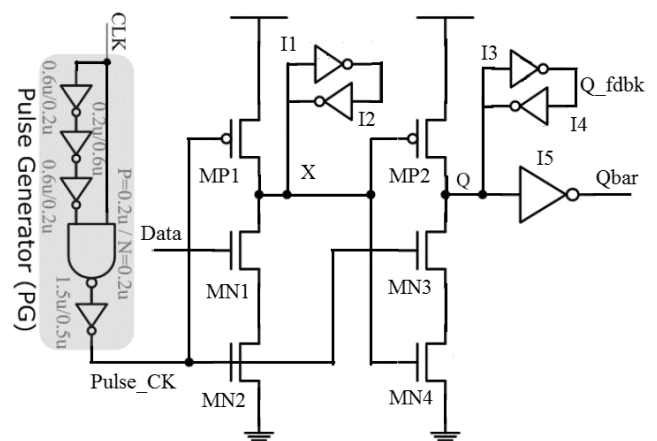 CLK
0.6u/0.2u
0.2u/0.6u
0.6u/0.2u
P=0.2u / N=0.2u
1.5u/0.5u
Pulse Generator (PG)
I1
I2
I3
Q_fdbk
I4
MP1
X
MP2
Q
I5
Qbar
Data
MN1
MN3
Pulse_CK
MN2
MN4